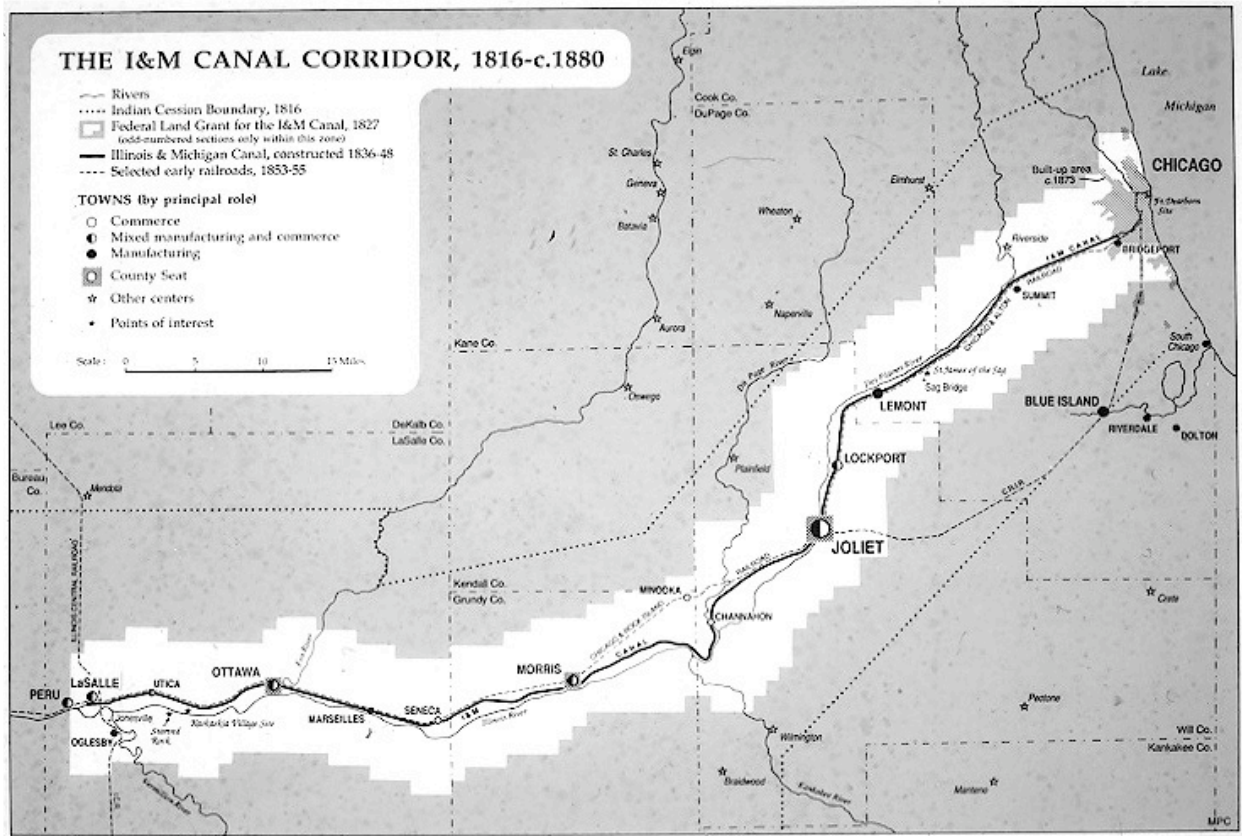 THE I&M CANAL CORRIDOR, 1816-c.1880
Rivers
Indian Cession Boundary, 1816
Federal Land Grant for the I&M Canal, 1827
(odd-numbered sections only within this zone)
Illinois & Michigan Canal, constructed 1836-48
Selected early railroads, 1853-55
TOWNS (by principal role)
Commerce
Mixed manufacturing and commerce
Manufacturing
County Seat
Other centers
Points of interest
Scale: 0 5 10 15 Miles
Elgin
Cook Co.
DuPage Co.
Lake
Michigan
St. Charles
Geneva
Batavia
Wheaton
Elmhurst
Built-up area
c.1875
CHICAGO
Ft. Dearborn
Site
Riverside
I&M CANAL
BRIDGEPORT
RAILROAD
SUMMIT
CHICAGO & ALTON
Naperville
Aurora
Kane Co.
South
Chicago
Du Page River
Des Plaines River
St. James of the Sag
Sag Bridge
Oswego
LEMONT
BLUE ISLAND
RIVERDALE
DOLTON
Lee Co.
DeKalb Co.
LaSalle Co.
Bureau
Co.
Mendota
Plainfield
LOCKPORT
CRIR
JOLIET
ILLINOIS CENTRAL RAILROAD
Kendall Co.
Grundy Co.
MINOOKA
RAILROAD
CHICAGO & ROCK ISLAND
CHANNAHON
Crete
Fox River
CANAL
PERU
LaSALLE
UTICA
OTTAWA
MORRIS
Jonesville
Starved
Rock
Kaskaskia Village Site
MARSEILLES
SENECA
I&M
Illinois River
OGLESBY
Peotone
Wilmington
Will Co.
Kankakee Co.
Braidwood
Kankakee River
Manteno
MPC